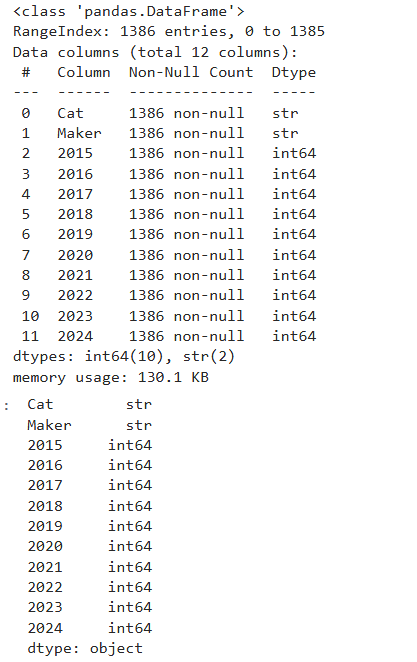 <class 'pandas.DataFrame'>
RangeIndex: 1386 entries, 0 to 1385
Data columns (total 12 columns):
 #   Column  Non-Null Count  Dtype
---  ------  --------------  -----
 0   Cat     1386 non-null   str
 1   Maker   1386 non-null   str
 2   2015    1386 non-null   int64
 3   2016    1386 non-null   int64
 4   2017    1386 non-null   int64
 5   2018    1386 non-null   int64
 6   2019    1386 non-null   int64
 7   2020    1386 non-null   int64
 8   2021    1386 non-null   int64
 9   2022    1386 non-null   int64
 10  2023    1386 non-null   int64
 11  2024    1386 non-null   int64
dtypes: int64(10), str(2)
memory usage: 130.1 KB
: Cat        str
Maker      str
2015     int64
2016     int64
2017     int64
2018     int64
2019     int64
2020     int64
2021     int64
2022     int64
2023     int64
2024     int64
dtype: object